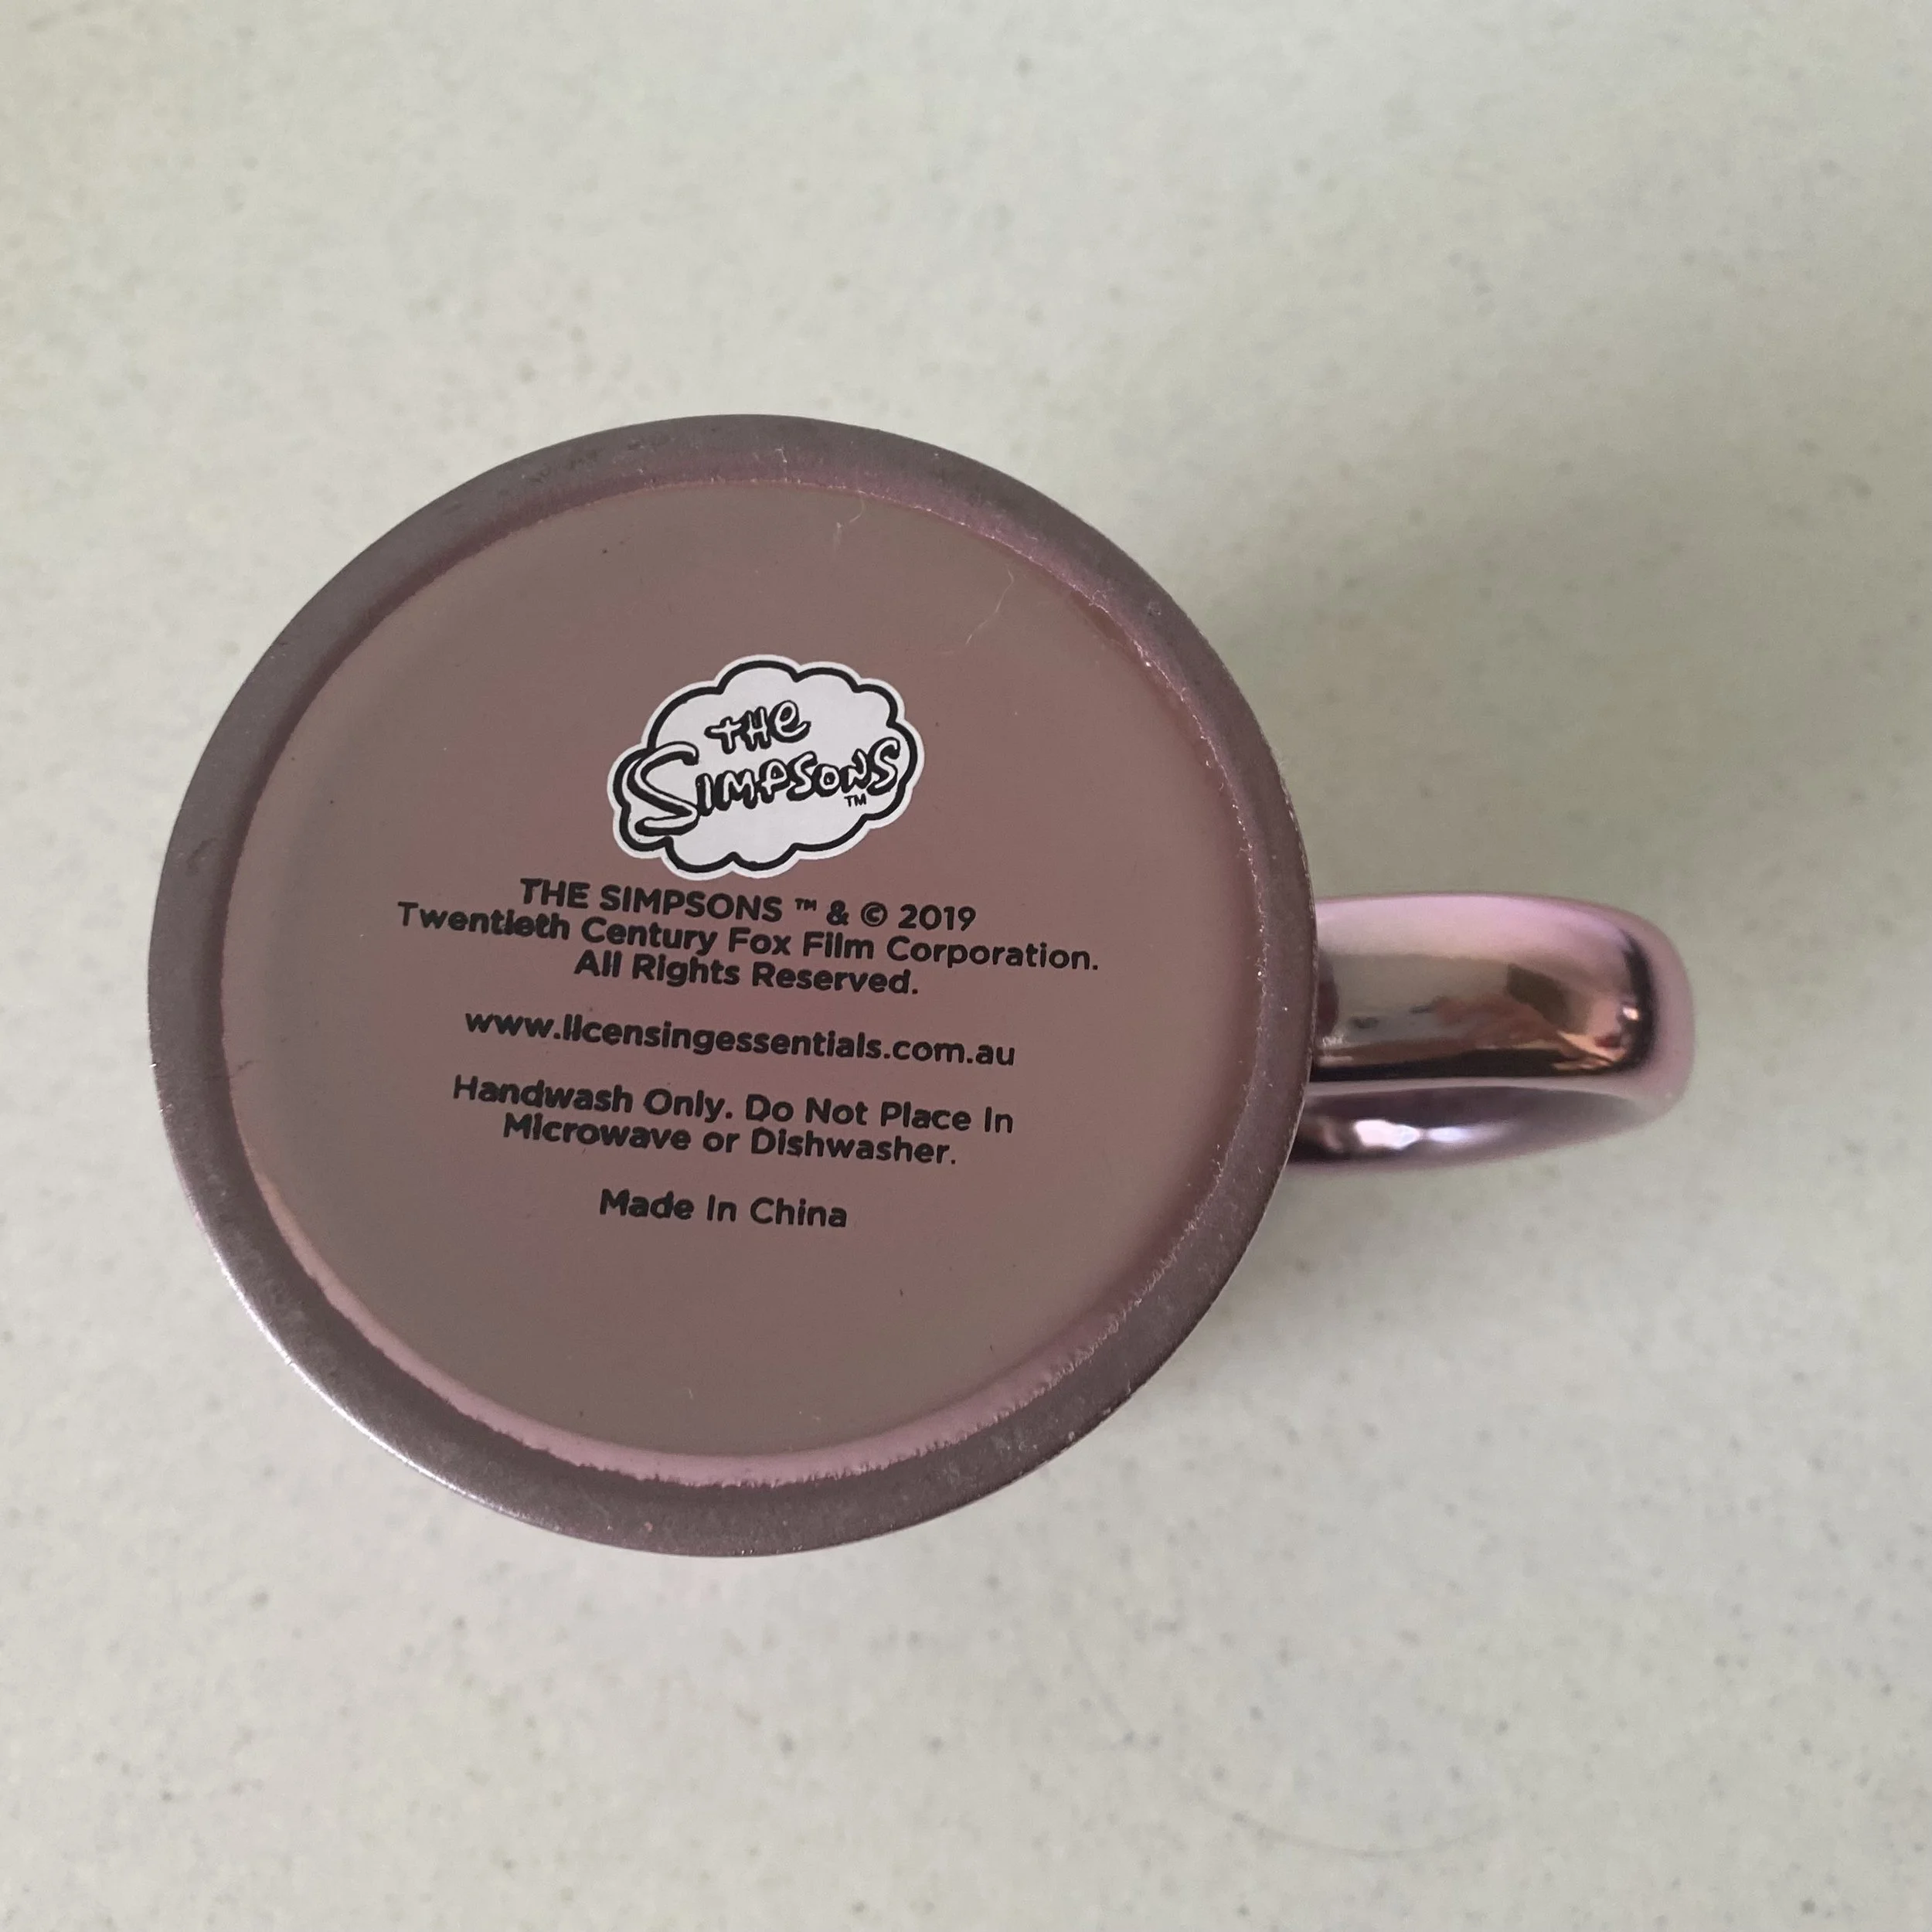 THE
SIMPSONS
™
THE SIMPSONS ™ & © 2019
Twentieth Century Fox Film Corporation.
All Rights Reserved.
www.licensingessentials.com.au
Handwash Only. Do Not Place In
Microwave or Dishwasher.
Made In China